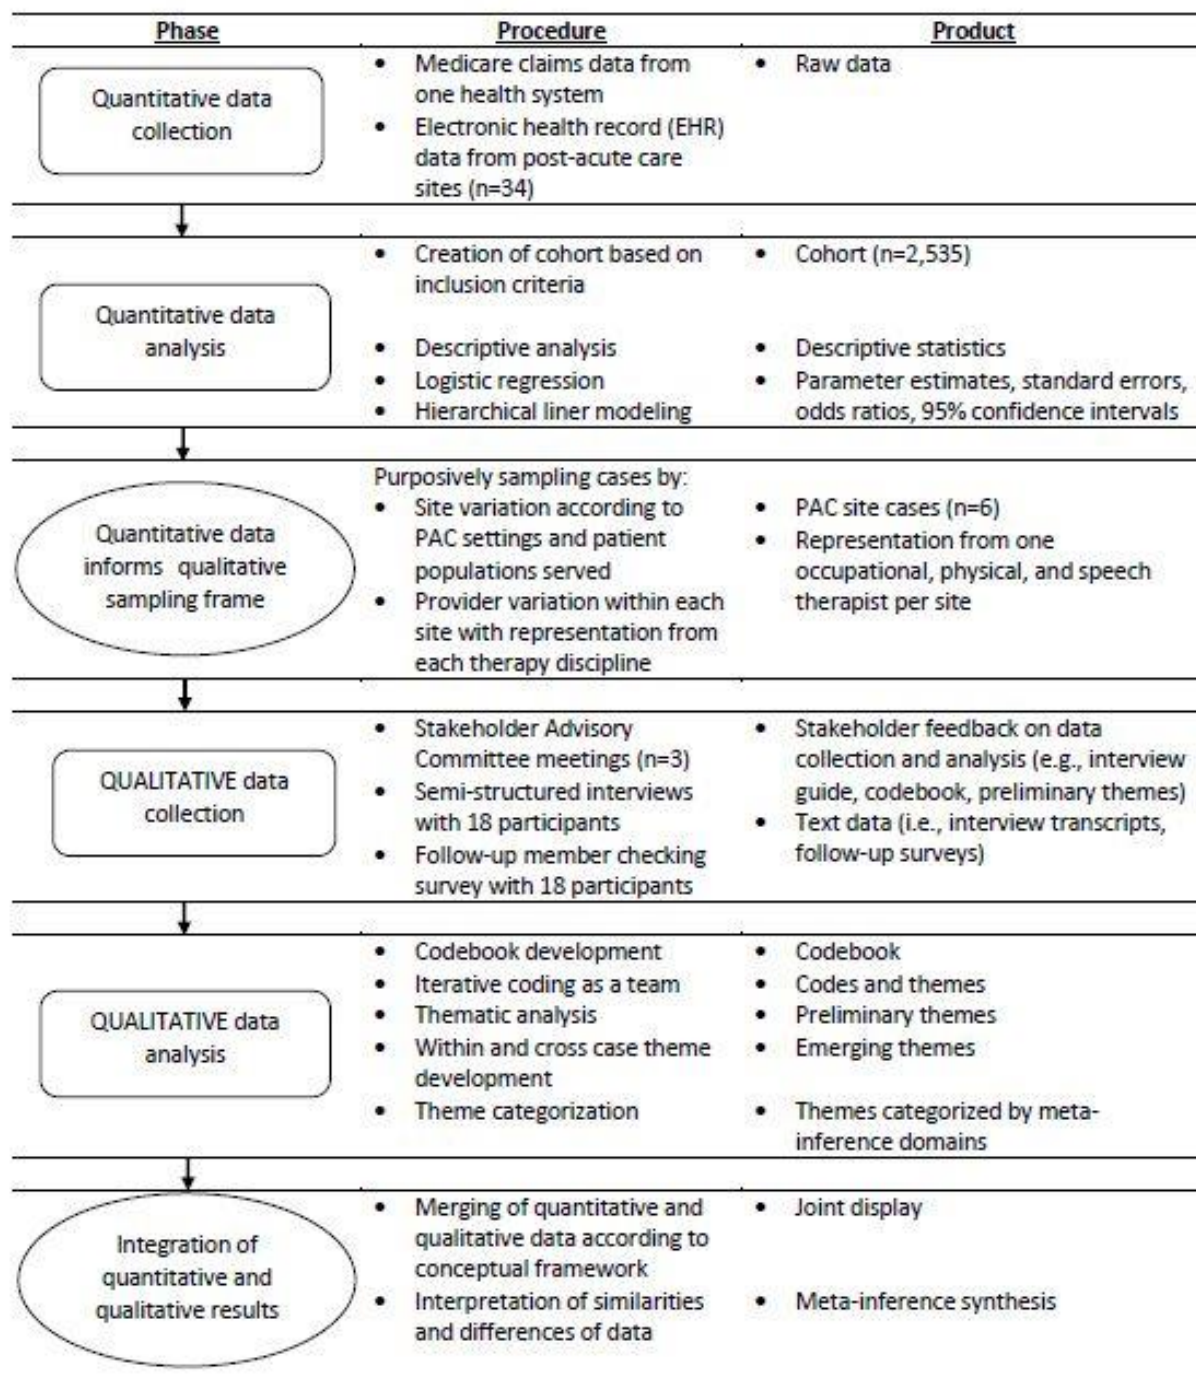 Phase
Procedure
Product
Quantitative data
collection
• Medicare claims data from
one health system
• Electronic health record (EHR)
data from post-acute care
sites (n=34)
• Raw data
Quantitative data
analysis
• Creation of cohort based on
inclusion criteria
• Descriptive analysis
• Logistic regression
• Hierarchical liner modeling
• Cohort (n=2,535)
• Descriptive statistics
• Parameter estimates, standard errors,
odds ratios, 95% confidence intervals
Quantitative data
informs qualitative
sampling frame
Purposively sampling cases by:
• Site variation according to
PAC settings and patient
populations served
• Provider variation within each
site with representation from
each therapy discipline
• PAC site cases (n=6)
• Representation from one
occupational, physical, and speech
therapist per site
QUALITATIVE data
collection
• Stakeholder Advisory
Committee meetings (n=3)
• Semi-structured interviews
with 18 participants
• Follow-up member checking
survey with 18 participants
• Stakeholder feedback on data
collection and analysis (e.g., interview
guide, codebook, preliminary themes)
• Text data (i.e., interview transcripts,
follow-up surveys)
QUALITATIVE data
analysis
• Codebook development
• Iterative coding as a team
• Thematic analysis
• Within and cross case theme
development
• Theme categorization
• Codebook
• Codes and themes
• Preliminary themes
• Emerging themes
• Themes categorized by meta-
inference domains
Integration of
quantitative and
qualitative results
• Merging of quantitative and
qualitative data according to
conceptual framework
• Interpretation of similarities
and differences of data
• Joint display
• Meta-inference synthesis